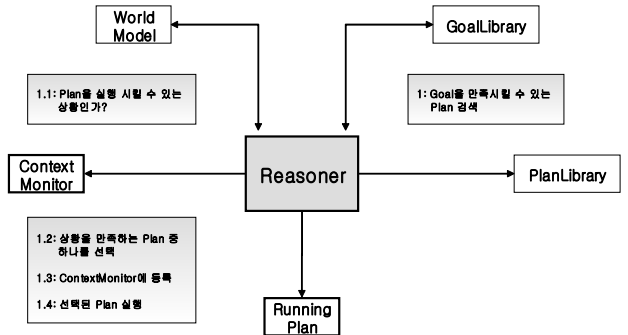 World
Model
GoalLibrary
1.1: Plan을 실행 시킬 수 있는
상황인가?
1: Goal을 만족시킬 수 있는
Plan 검색
Context
Monitor
Reasoner
PlanLibrary
1.2: 상황을 만족하는 Plan 중
하나를 선택
1.3: ContextMonitor에 등록
1.4: 선택된 Plan 실행
Running
Plan